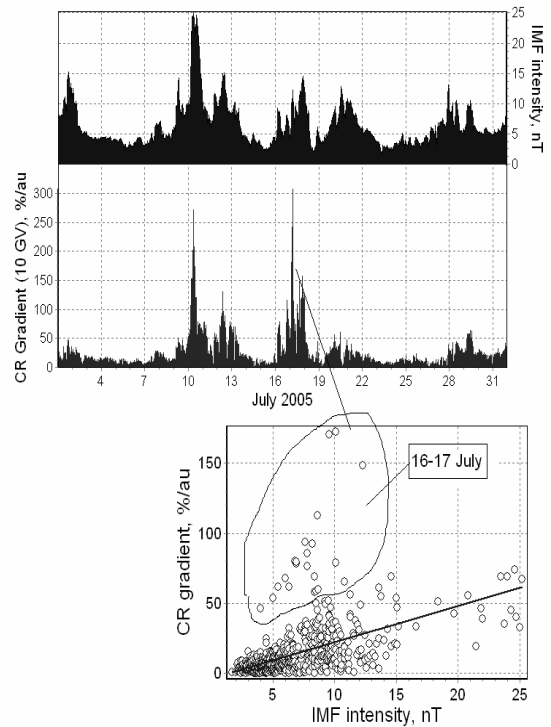 25
20
15
10
5
0
IMF intensity, nT
300
250
200
150
100
50
0
CR Gradient (10 GV), %/au
4 7 10 13 16 19 22 25 28 31
July 2005
150
100
50
0
CR gradient, %/au
16-17 July
5 10 15 20 25
IMF intensity, nT